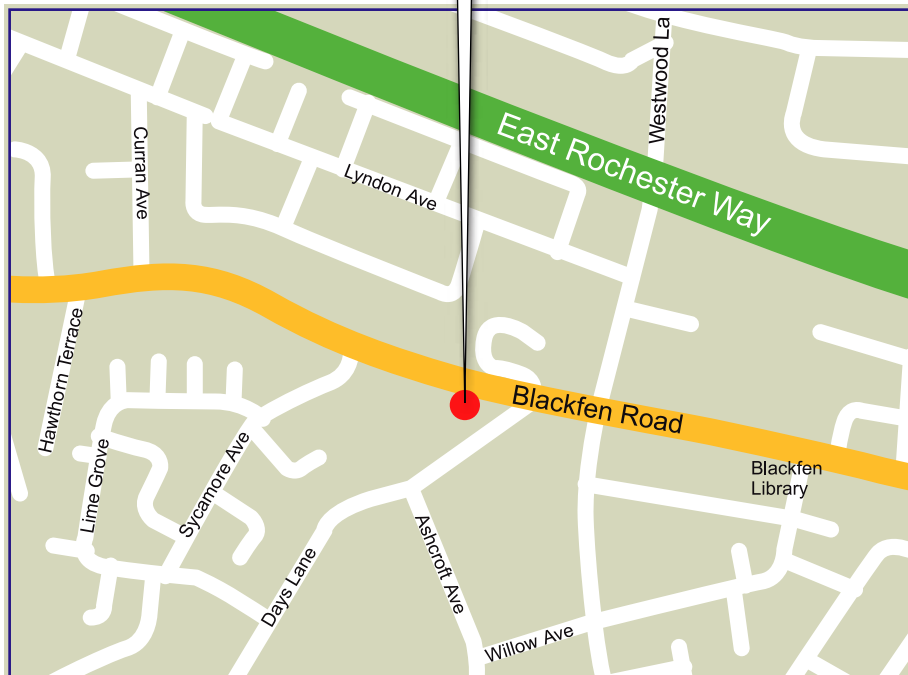 Westwood La
East Rochester Way
Curran Ave
Lyndon Ave
Hawthorn Terrace
Blackfen Road
Lime Grove
Sycamore Ave
Blackfen
Library
Ashcroft Ave
Days Lane
Willow Ave